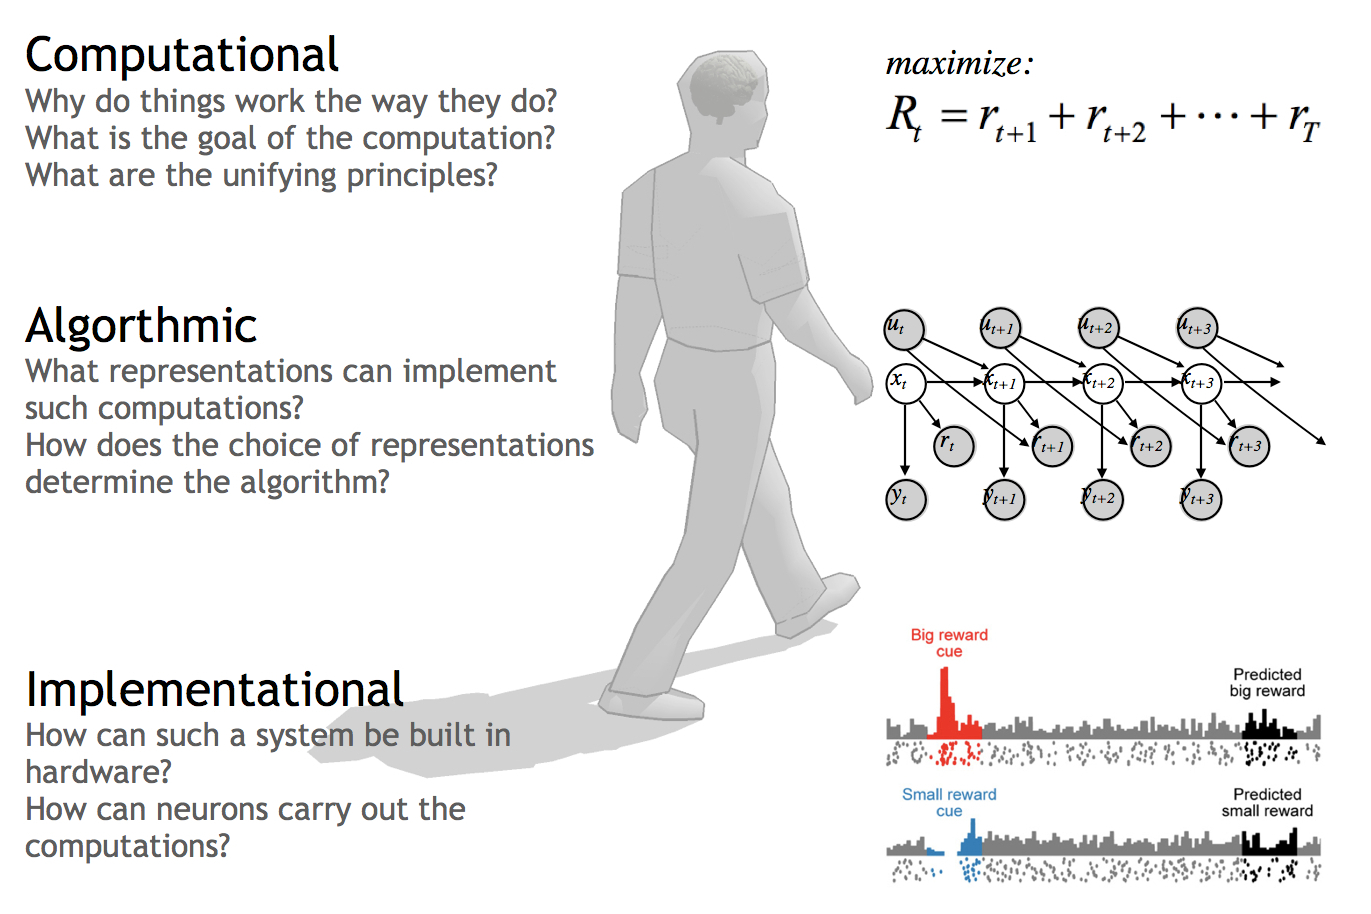 Computational
Why do things work the way they do?
What is the goal of the computation?
What are the unifying principles?
maximize:
R_t = r_{t+1} + r_{t+2} + ··· + r_T
Algorthmic
What representations can implement
such computations?
How does the choice of representations
determine the algorithm?
u_t u_{t+1} u_{t+2} u_{t+3}
x_t x_{t+1} x_{t+2} x_{t+3}
r_t r_{t+1} r_{t+2} r_{t+3}
y_t y_{t+1} y_{t+2} y_{t+3}
Implementational
How can such a system be built in
hardware?
How can neurons carry out the
computations?
Big reward
cue
Predicted
big reward
Small reward
cue
Predicted
small reward